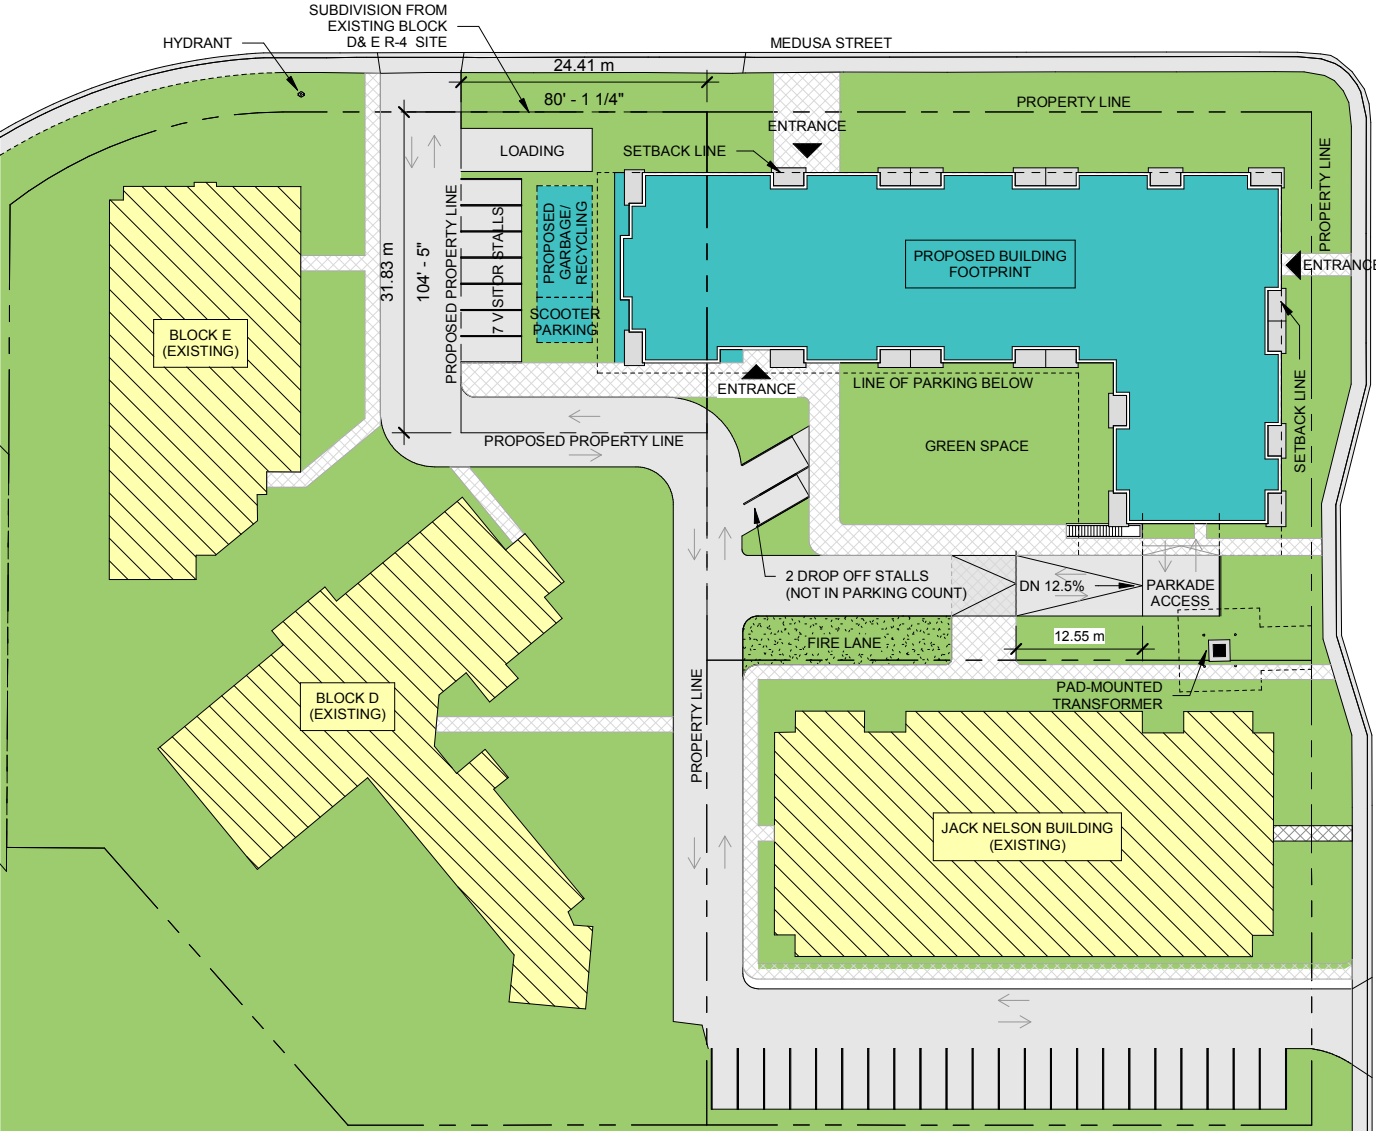 SUBDIVISION FROM
EXISTING BLOCK
D& E R-4 SITE
HYDRANT
MEDUSA STREET
24.41 m
80' - 1 1/4"
PROPERTY LINE
ENTRANCE
LOADING
SETBACK LINE
PROPERTY LINE
PROPOSED PROPERTY LINE
31.83 m
104' - 5"
7 VISITOR STALLS
PROPOSED
GARBAGE/
RECYCLING
SCOOTER
PARKING
PROPOSED BUILDING
FOOTPRINT
ENTRANCE
BLOCK E
(EXISTING)
ENTRANCE
LINE OF PARKING BELOW
SETBACK LINE
PROPOSED PROPERTY LINE
GREEN SPACE
2 DROP OFF STALLS
(NOT IN PARKING COUNT)
DN 12.5%
PARKADE
ACCESS
FIRE LANE
12.55 m
PAD-MOUNTED
TRANSFORMER
BLOCK D
(EXISTING)
PROPERTY LINE
JACK NELSON BUILDING
(EXISTING)